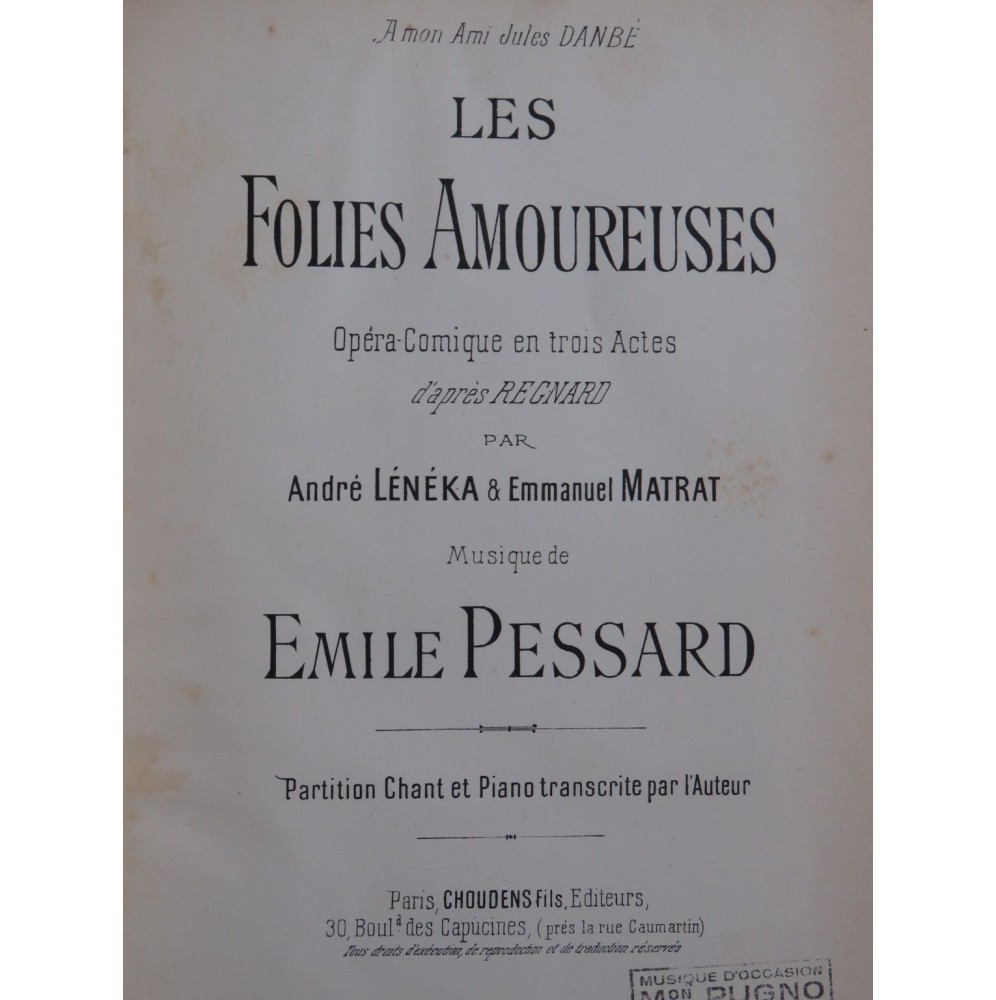 A mon Ami Jules DANBÉ
LES
FOLIES AMOUREUSES
Opéra-Comique en trois Actes
d'après REGNARD
PAR
André LÉNÉKA & Emmanuel MATRAT
Musique de
EMILE PESSARD
Partition Chant et Piano transcrite par l'Auteur
Paris, CHOUDENS Fils, Editeurs,
30, Boul.d des Capucines, (près la rue Caumartin)
Tous droits d'exécution, de reproduction et de traduction réservés
MUSIQUE D'OCCASION
MON PUGNO